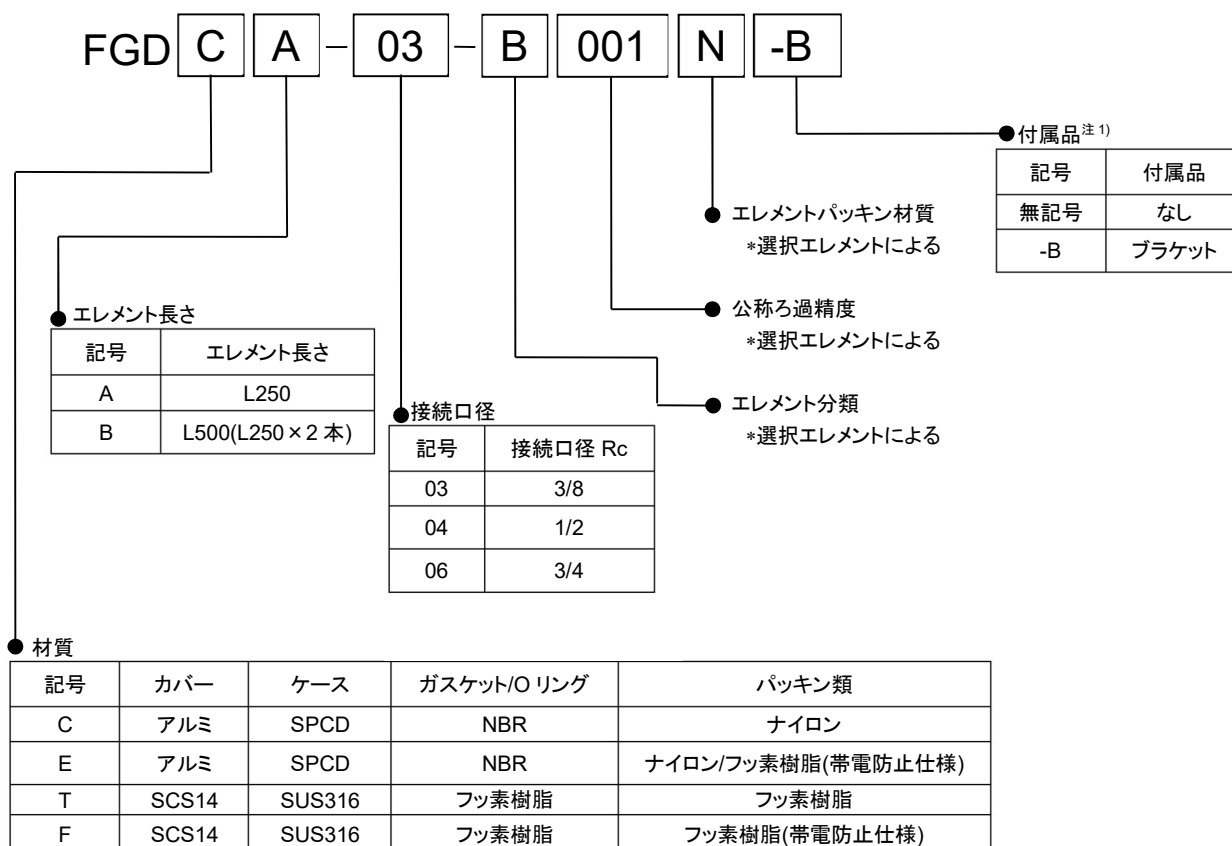 FGD C A － 03 － B 001 N -B
付属品注 1)
記号 付属品
無記号 なし
-B ブラケット
エレメントパッキン材質
*選択エレメントによる
公称ろ過精度
*選択エレメントによる
エレメント分類
*選択エレメントによる
エレメント長さ
記号 エレメント長さ
A L250
B L500(L250×2 本)
接続口径
記号 接続口径 Rc
03 3/8
04 1/2
06 3/4
材質
記号 カバー ケース ガスケット/O リング パッキン類
C アルミ SPCD NBR ナイロン
E アルミ SPCD NBR ナイロン/フッ素樹脂(帯電防止仕様)
T SCS14 SUS316 フッ素樹脂 フッ素樹脂
F SCS14 SUS316 フッ素樹脂 フッ素樹脂(帯電防止仕様)